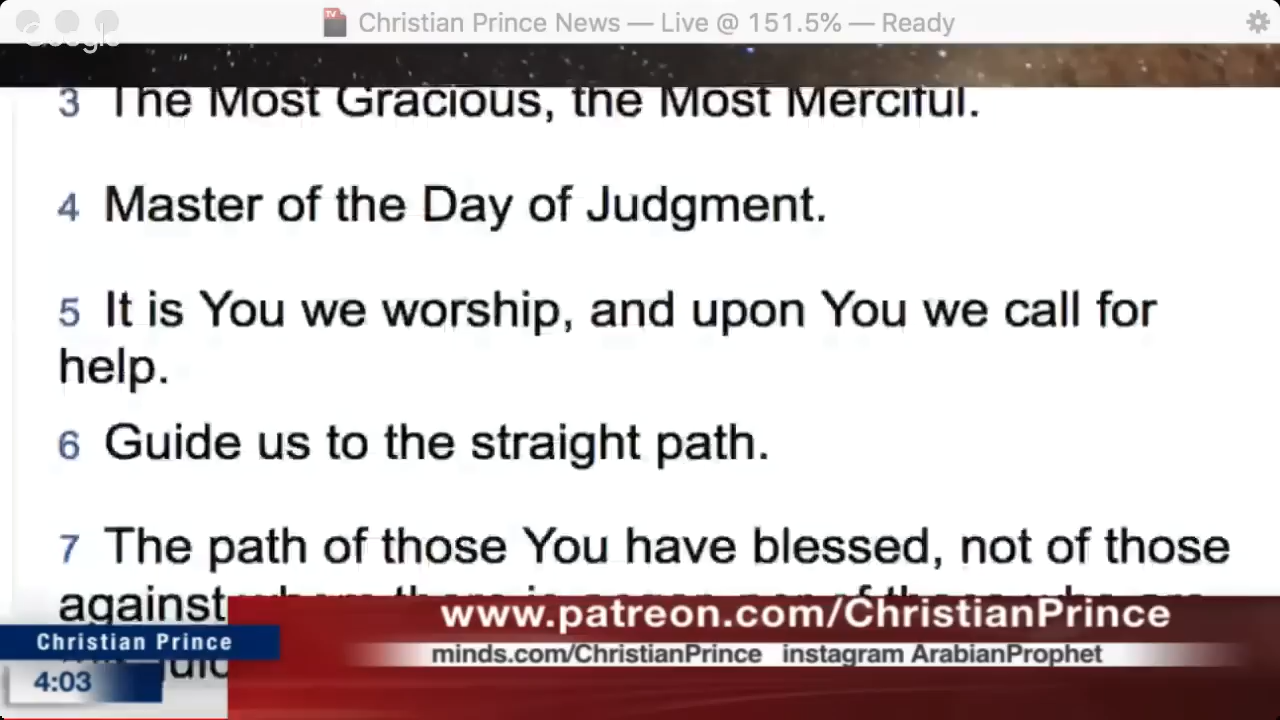 Christian Prince News — Live @ 151.5% — Ready
Google
3 The Most Gracious, the Most Merciful.
4 Master of the Day of Judgment.
5 It is You we worship, and upon You we call for
help.
6 Guide us to the straight path.
7 The path of those You have blessed, not of those
against
www.patreon.com/ChristianPrince
Christian Prince
minds.com/ChristianPrince instagram ArabianProphet
4:03